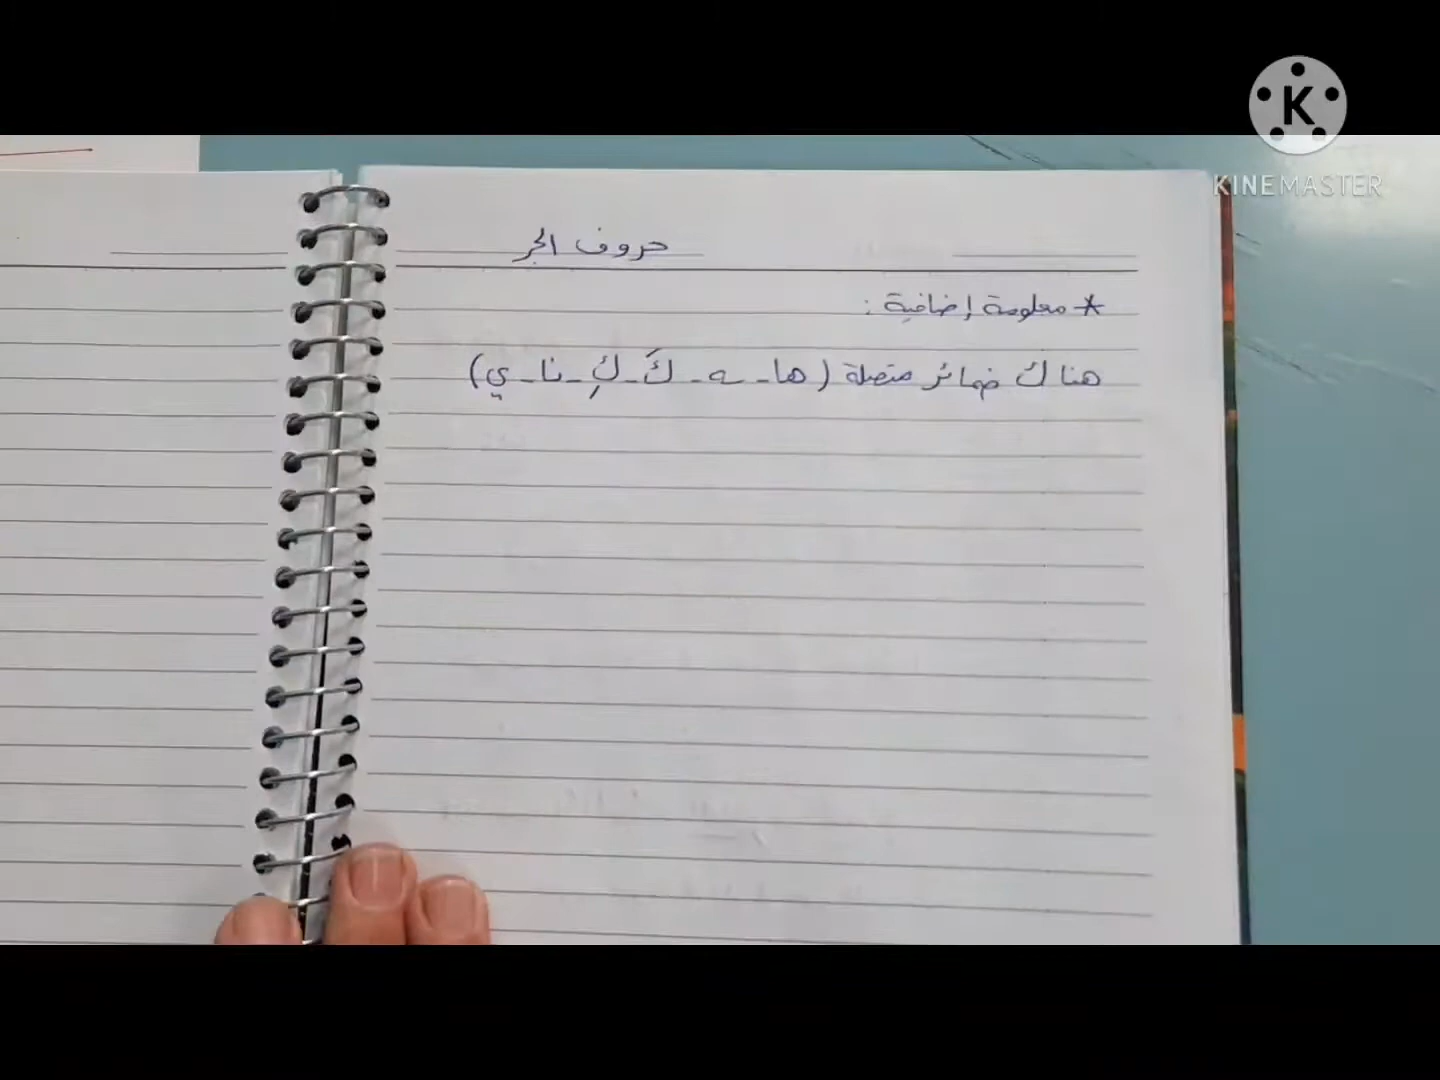 K
KINEMASTER
حروف الجر
* معلومة إضافية :
هناك ضمائر متصلة (ها - ه - كَ - كِ - نا - ي)